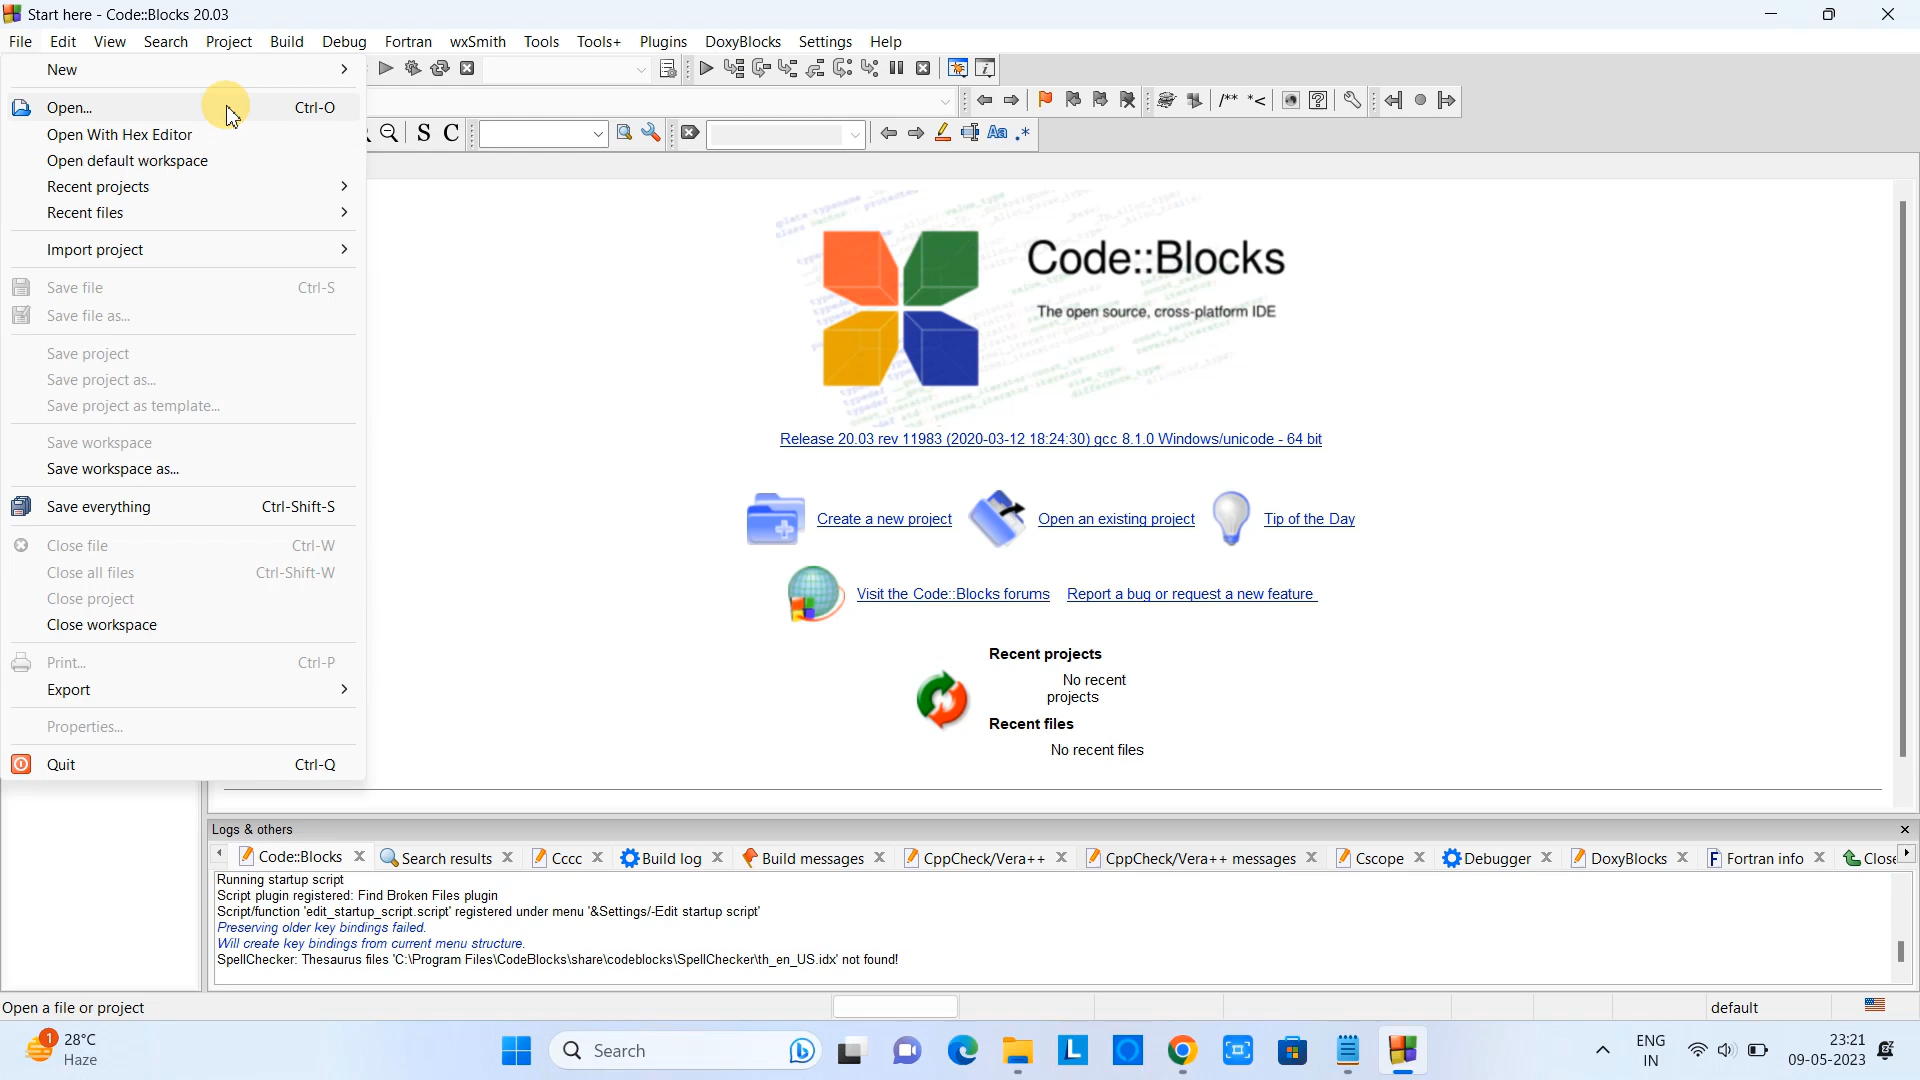 Start here - Code::Blocks 20.03
File Edit View Search Project Build Debug Fortran wxSmith Tools Tools+ Plugins DoxyBlocks Settings Help
New
Open... Ctrl-O
Open With Hex Editor
Open default workspace
Recent projects
Recent files
Import project
Save file Ctrl-S
Save file as...
Save project
Save project as...
Save project as template...
Save workspace
Save workspace as...
Save everything Ctrl-Shift-S
Close file Ctrl-W
Close all files Ctrl-Shift-W
Close project
Close workspace
Print... Ctrl-P
Export
Properties...
Quit Ctrl-Q
S C
/** *<
Aa .*
Code::Blocks
The open source, cross-platform IDE
Release 20.03 rev 11983 (2020-03-12 18:24:30) gcc 8.1.0 Windows/unicode - 64 bit
Create a new project Open an existing project Tip of the Day
Visit the Code::Blocks forums Report a bug or request a new feature
Recent projects
No recent
projects
Recent files
No recent files
Logs & others
Code::Blocks Search results Cccc Build log Build messages CppCheck/Vera++ CppCheck/Vera++ messages Cscope Debugger DoxyBlocks Fortran info Close
Running startup script
Script plugin registered: Find Broken Files plugin
Script/function 'edit_startup_script.script' registered under menu '&Settings/-Edit startup script'
Preserving older key bindings failed.
Will create key bindings from current menu structure.
SpellChecker: Thesaurus files 'C:\Program Files\CodeBlocks\share\codeblocks\SpellChecker\th_en_US.idx' not found!
Open a file or project default
1 28°C
Haze
Search
ENG
IN
23:21
09-05-2023